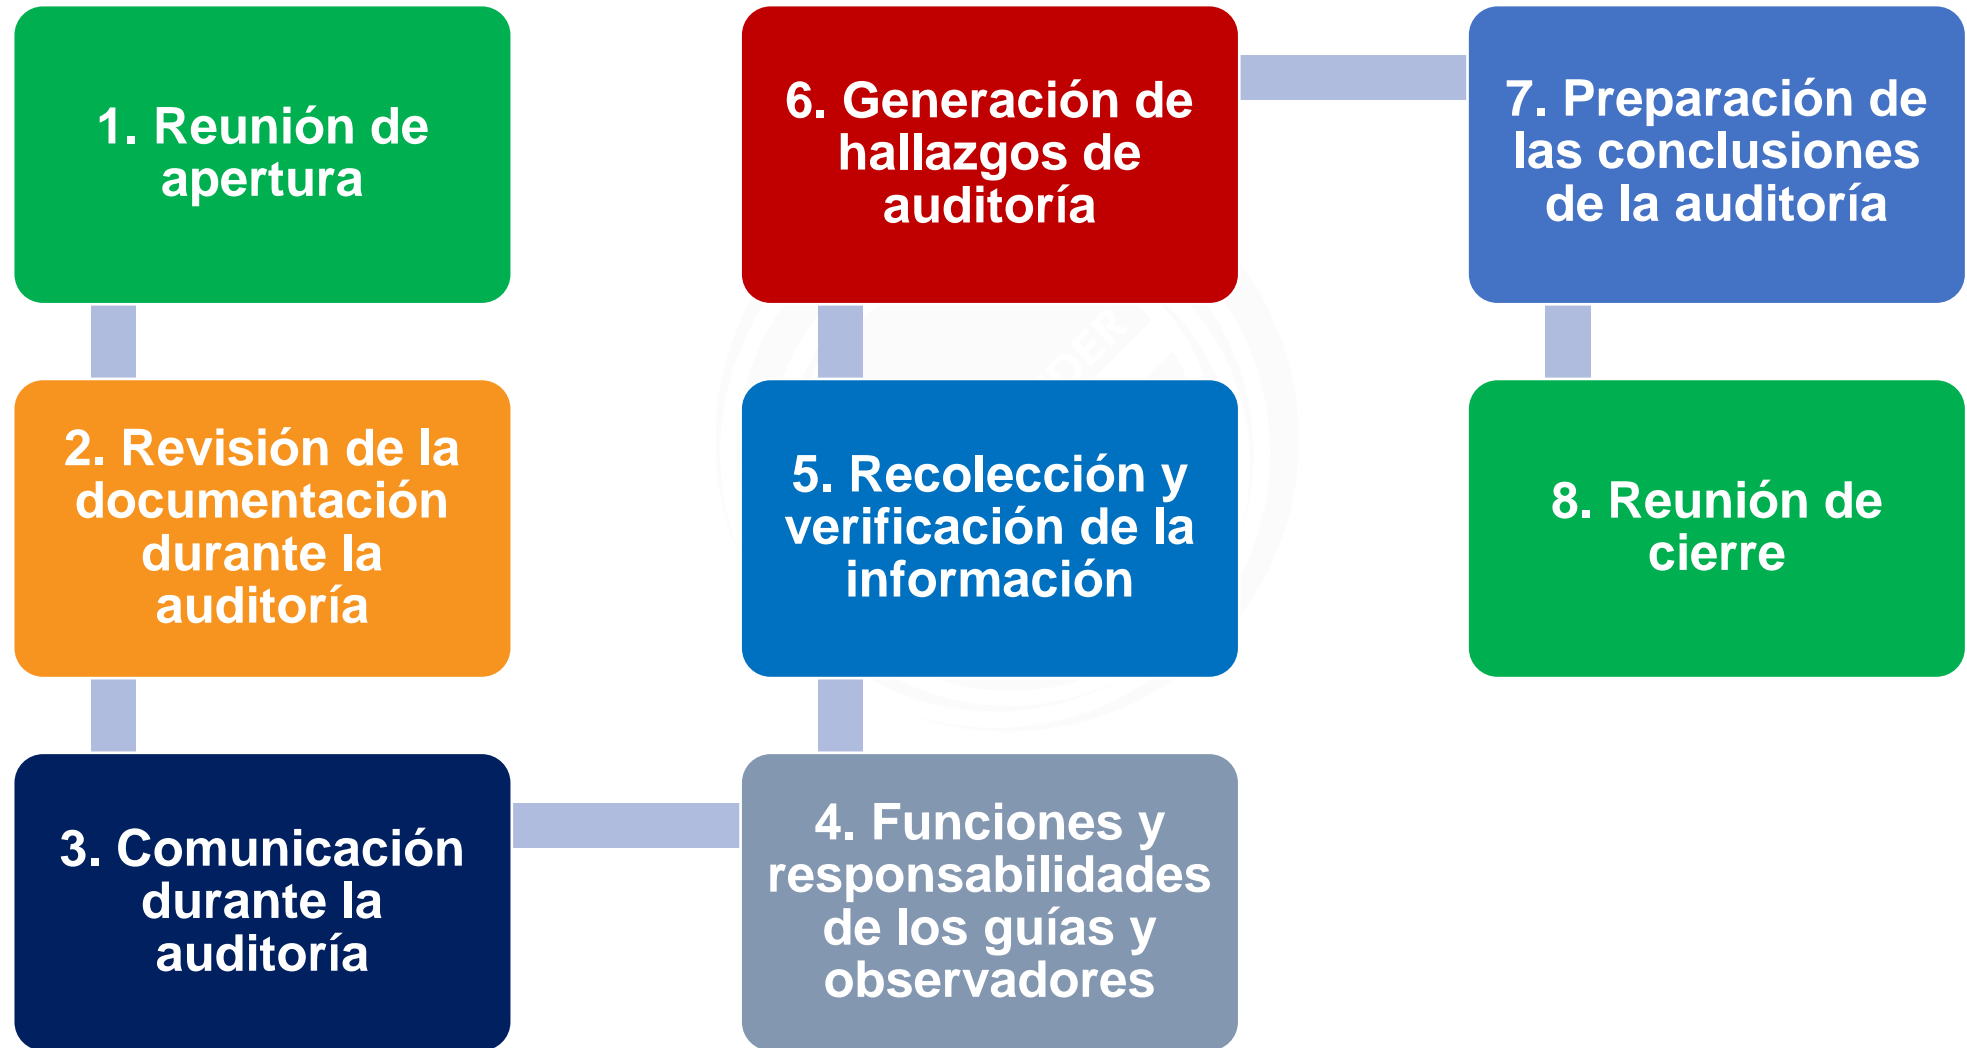 1. Reunión de
apertura
2. Revisión de la
documentación
durante la
auditoría
3. Comunicación
durante la
auditoría
4. Funciones y
responsabilidades
de los guías y
observadores
5. Recolección y
verificación de la
información
6. Generación de
hallazgos de
auditoría
7. Preparación de
las conclusiones
de la auditoría
8. Reunión de
cierre